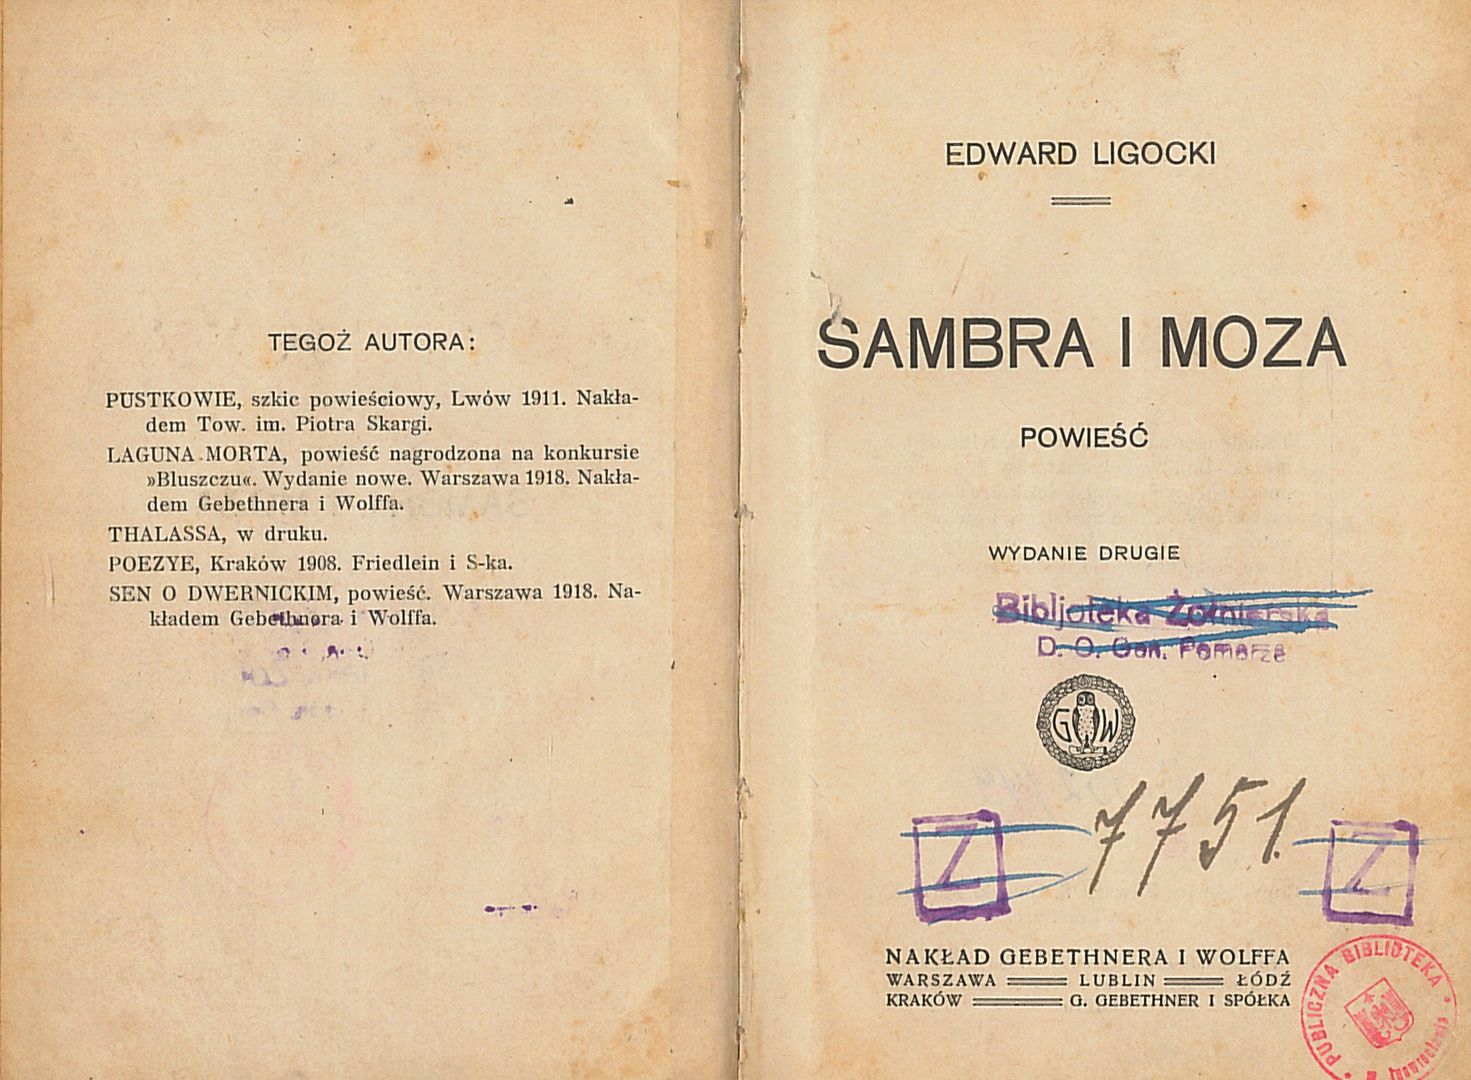 TEGOŻ AUTORA:
PUSTKOWIE, szkic powieściowy, Lwów 1911. Nakła-
dem Tow. im. Piotra Skargi.
LAGUNA MORTA, powieść nagrodzona na konkursie
»Bluszczu«. Wydanie nowe. Warszawa 1918. Nakła-
dem Gebethnera i Wolffa.
THALASSA, w druku.
POEZYE, Kraków 1908. Friedlein i S-ka.
SEN O DWERNICKIM, powieść. Warszawa 1918. Na-
kładem Gebethnera i Wolffa.
EDWARD LIGOCKI
SAMBRA I MOZA
POWIEŚĆ
WYDANIE DRUGIE
Bibljoteka Żołnierska
D. O. Gen. Pomorze
G W
7751.
Z Z
NAKŁAD GEBETHNERA I WOLFFA
WARSZAWA LUBLIN ŁÓDŹ
KRAKÓW G. GEBETHNER I SPÓŁKA
PUBLICZNA BIBLIOTEKA